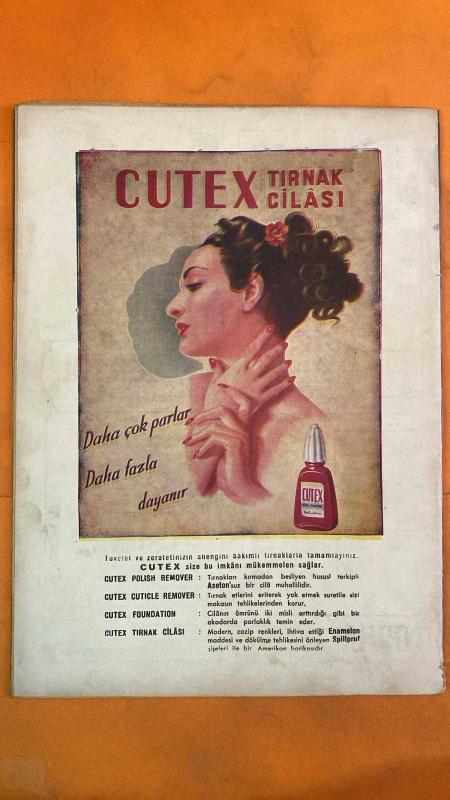 CUTEX TIRNAK CİLÂSI
Daha çok parlar
Daha fazla
dayanır
CUTEX
Tuvalet ve zerafetinizin ahengini bakımlı tırnaklarla tamamlayınız.
CUTEX size bu imkânı mükemmelen sağlar.
CUTEX POLISH REMOVER : Tırnakları kırmadan besliyen hususî terkipli
Aseton'suz bir cilâ muhallilidir.
CUTEX CUTICLE REMOVER : Tırnak etlerini eriterek yok etmek suretile sizi
makasın tehlikelerinden korur,
CUTEX FOUNDATION : Cilânın ömrünü iki misli arttırdığı gibi bir
akadarda parlaklık temin eder.
CUTEX TIRNAK CİLÂSI : Modern, cazip renkleri, ihtiva ettiği Enamelon
maddesi ve dökülme tehlikesini önleyen Spillpruf
şişeleri ile bir Amerikan harikasıdır